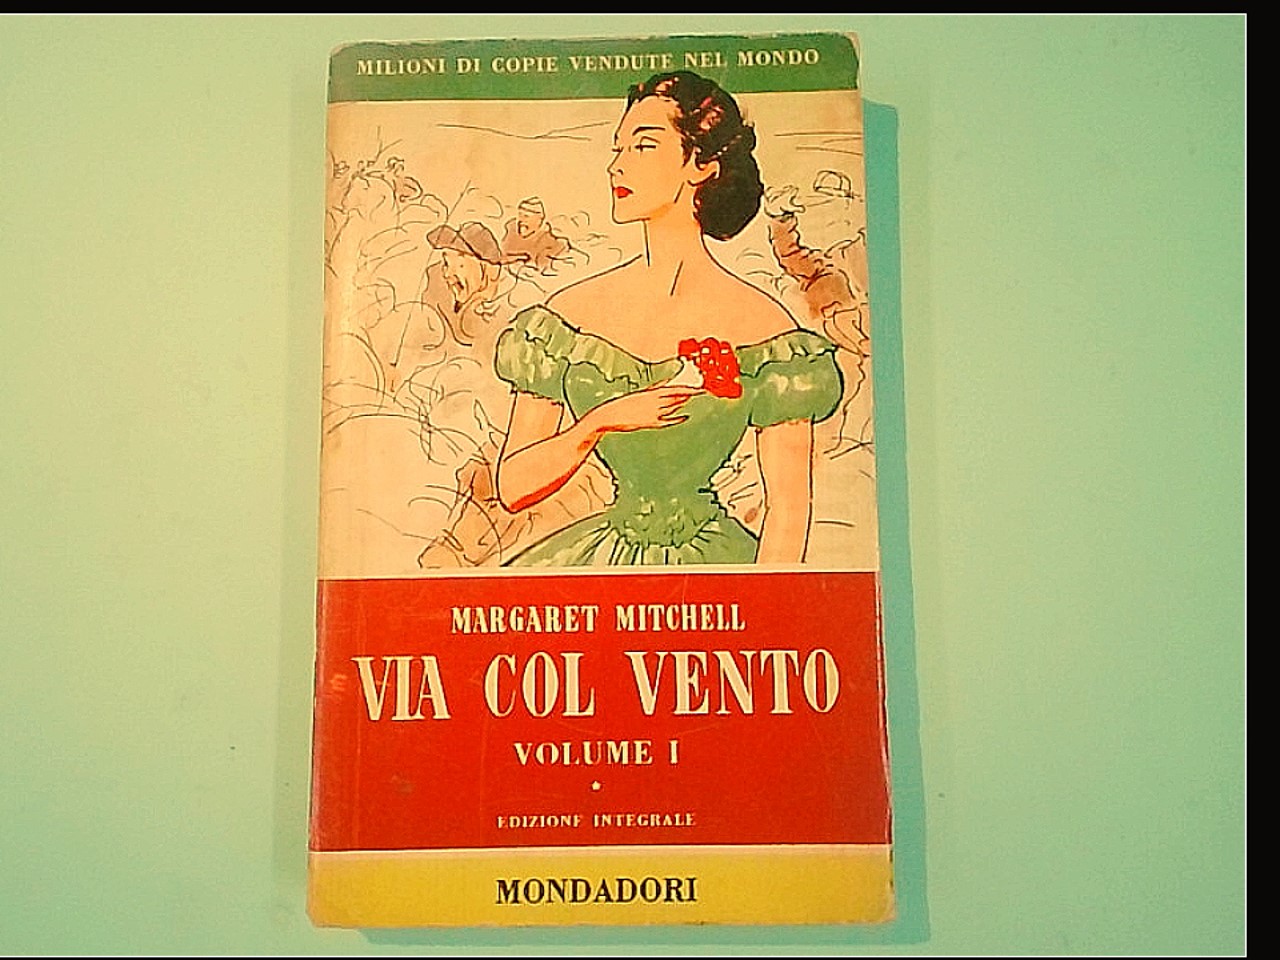 MILIONI DI COPIE VENDUTE NEL MONDO
MARGARET MITCHELL
VIA COL VENTO
VOLUME I
EDIZIONE INTEGRALE
MONDADORI